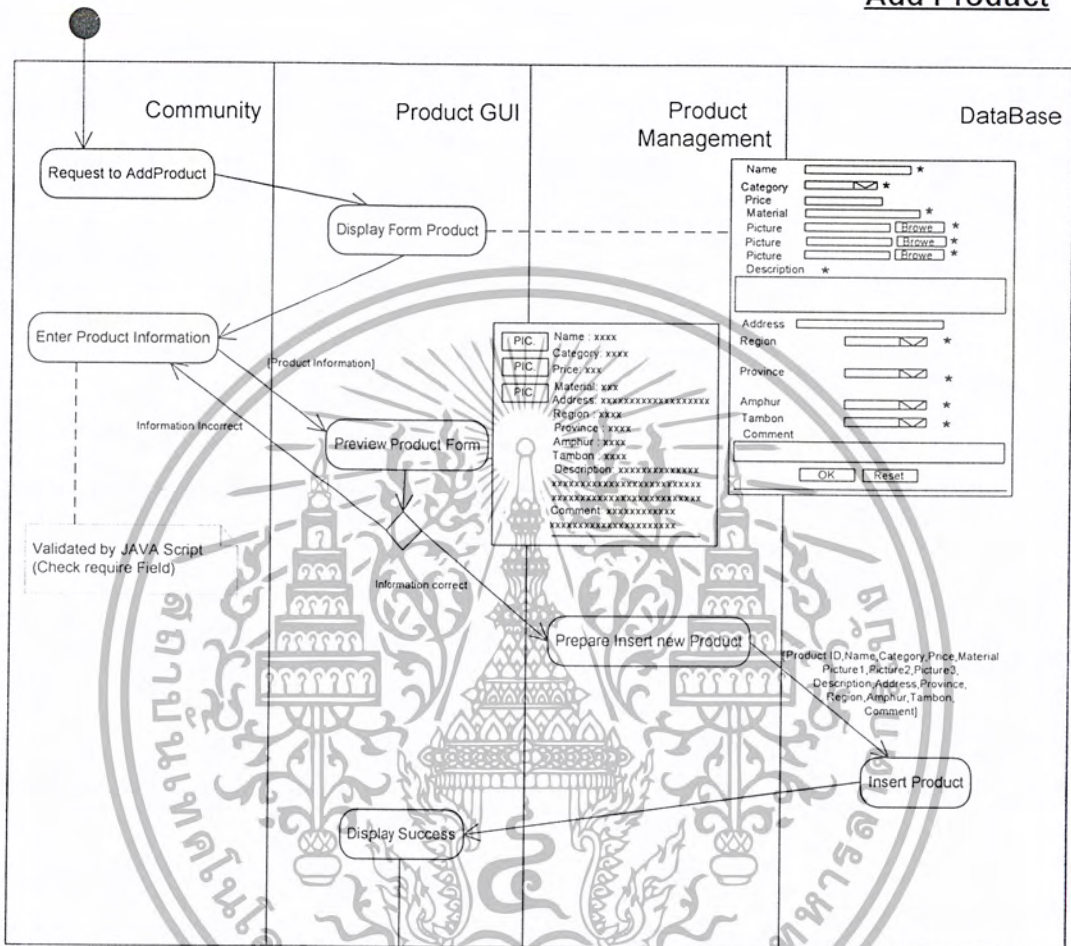 Add Product
Community
Product GUI
Product
Management
DataBase
Request to AddProduct
Display Form Product
Name *
Category *
Price
Material *
Picture Browe *
Picture Browe *
Picture Browe *
Description *
Address
Region *
Province *
Amphur *
Tambon *
Comment
OK Reset
Enter Product Information
[Product Information]
Information Incorrect
Preview Product Form
PIC.
PIC.
PIC.
Name : xxxx
Category: xxxx
Price: xxx
Material: xxx
Address: xxxxxxxxxxxxxxxxxxxx
Region : xxxx
Province : xxxx
Amphur : xxxx
Tambon : xxxx
Description: xxxxxxxxxxxxxxx
xxxxxxxxxxxxxxxxxxxxxxxxxxx
xxxxxxxxxxxxxxxxxxxxxxxxxxx
Comment: xxxxxxxxxxxx
xxxxxxxxxxxxxxxxxxxxxx
Validated by JAVA Script
(Check require Field)
Information correct
Prepare Insert new Product
[Product ID,Name,Category,Price,Material
Picture1,Picture2,Picture3,
Description,Address,Province,
Region,Amphur,Tambon,
Comment]
Insert Product
Display Success